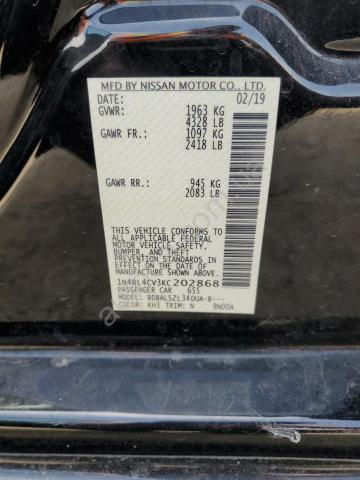 MFD BY NISSAN MOTOR CO., LTD.
DATE: 02/19
GVWR: 1963 KG
4328 LB
GAWR FR.: 1097 KG
2418 LB
GAWR RR.: 945 KG
2083 LB
THIS VEHICLE CONFORMS TO ALL
APPLICABLE FEDERAL
MOTOR VEHICLE SAFETY,
BUMPER, AND
THEFT PREVENTION
STANDARDS IN EFFECT
ON THE DATE OF
MANUFACTURE SHOWN ABOVE.
1N4BL4CV3KC202868
PASSENGER CAR 655
MODEL: BDBALSZL34DUA-B---
COLOR: KH3 TRIM: N